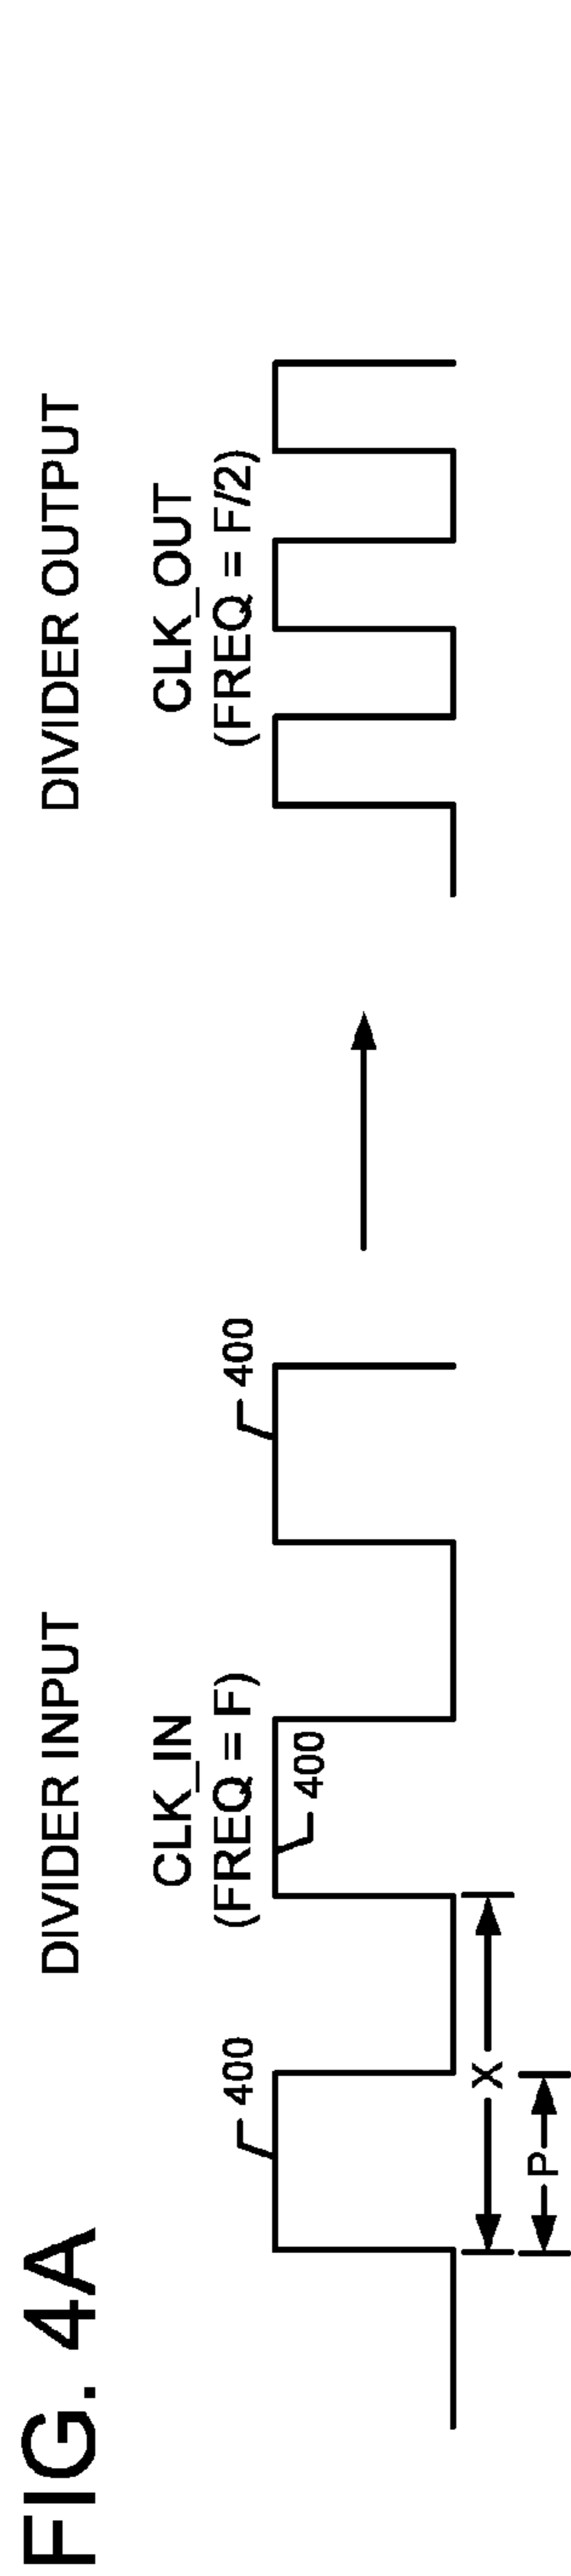 FIG. 4A
DIVIDER INPUT
CLK_IN
(FREQ = F)
400
400
400
X
P
DIVIDER OUTPUT
CLK_OUT
(FREQ = F/2)